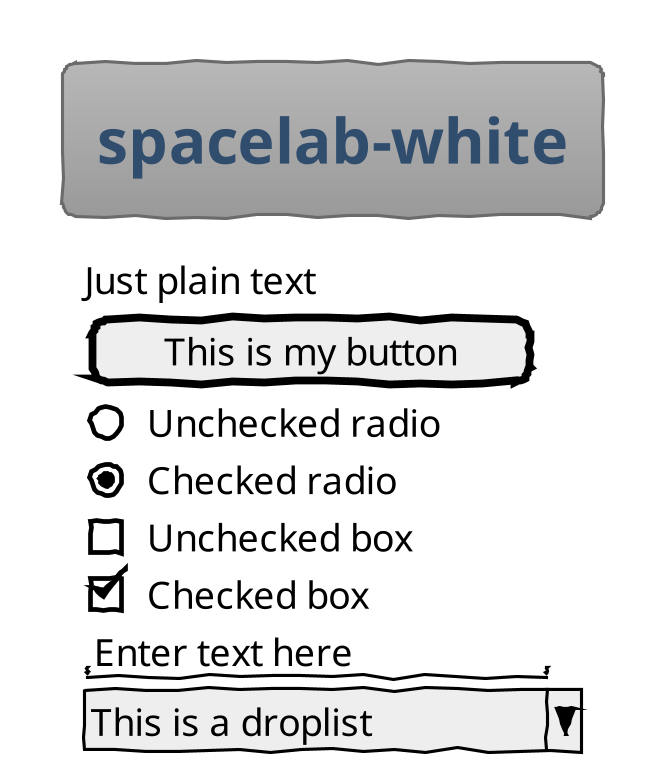 spacelab-white
Just plain text
This is my button
Unchecked radio
Checked radio
Unchecked box
Checked box
Enter text here
This is a droplist